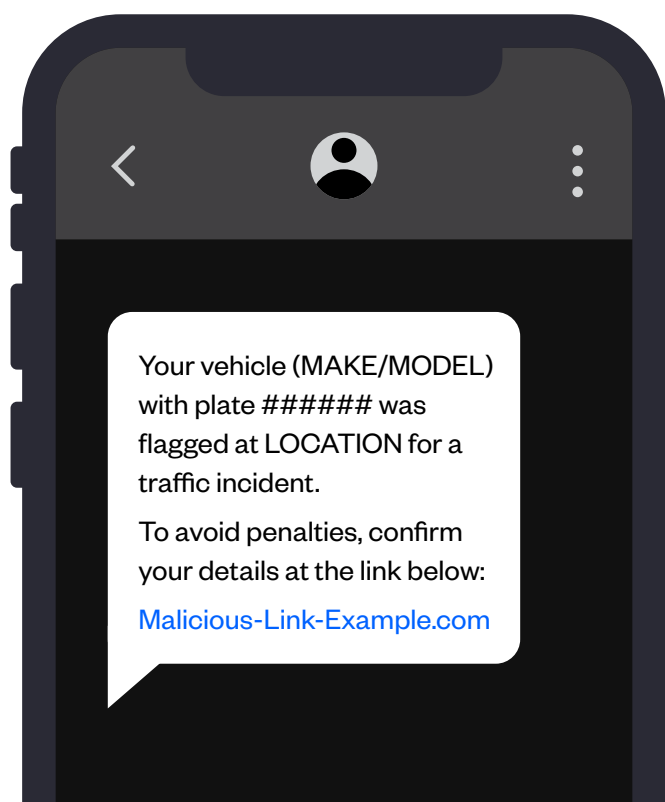 Your vehicle (MAKE/MODEL)
with plate ###### was
flagged at LOCATION for a
traffic incident.
To avoid penalties, confirm
your details at the link below:
Malicious-Link-Example.com